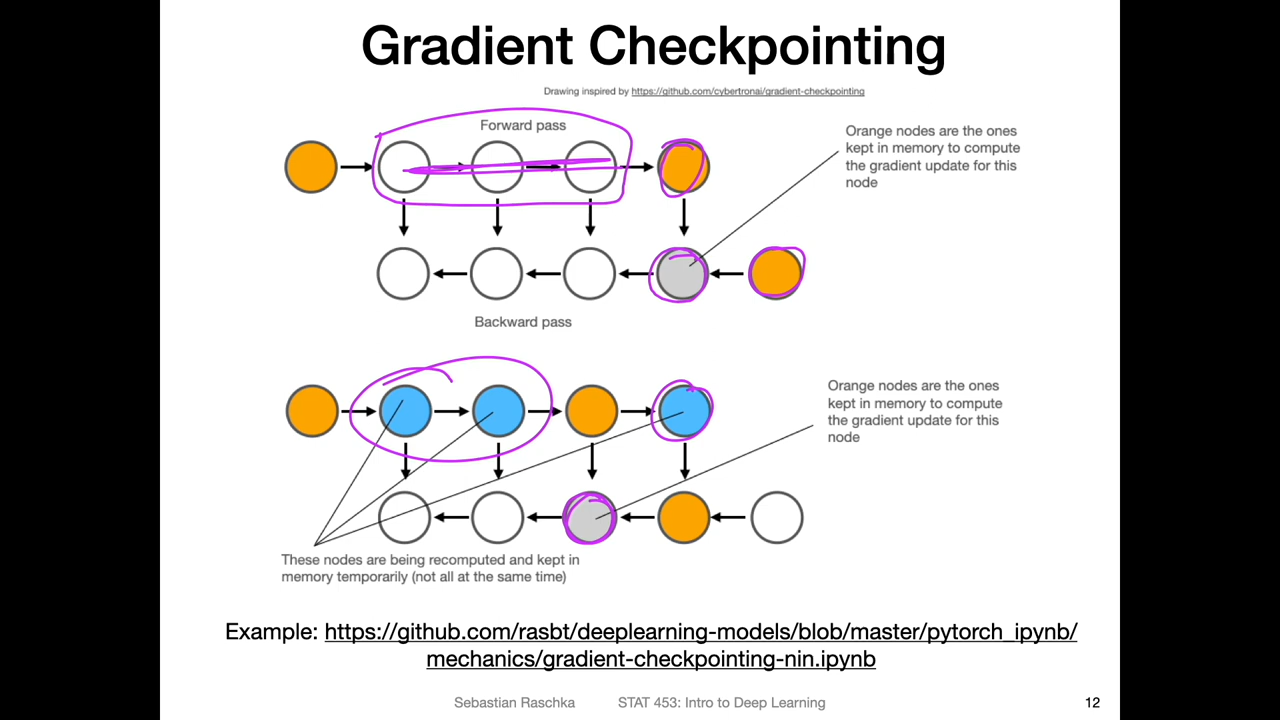 Gradient Checkpointing
Drawing inspired by https://github.com/cybertronai/gradient-checkpointing
Forward pass
Orange nodes are the ones
kept in memory to compute
the gradient update for this
node
Backward pass
Orange nodes are the ones
kept in memory to compute
the gradient update for this
node
These nodes are being recomputed and kept in
memory temporarily (not all at the same time)
Example: https://github.com/rasbt/deeplearning-models/blob/master/pytorch_ipynb/
mechanics/gradient-checkpointing-nin.ipynb
Sebastian Raschka STAT 453: Intro to Deep Learning 12